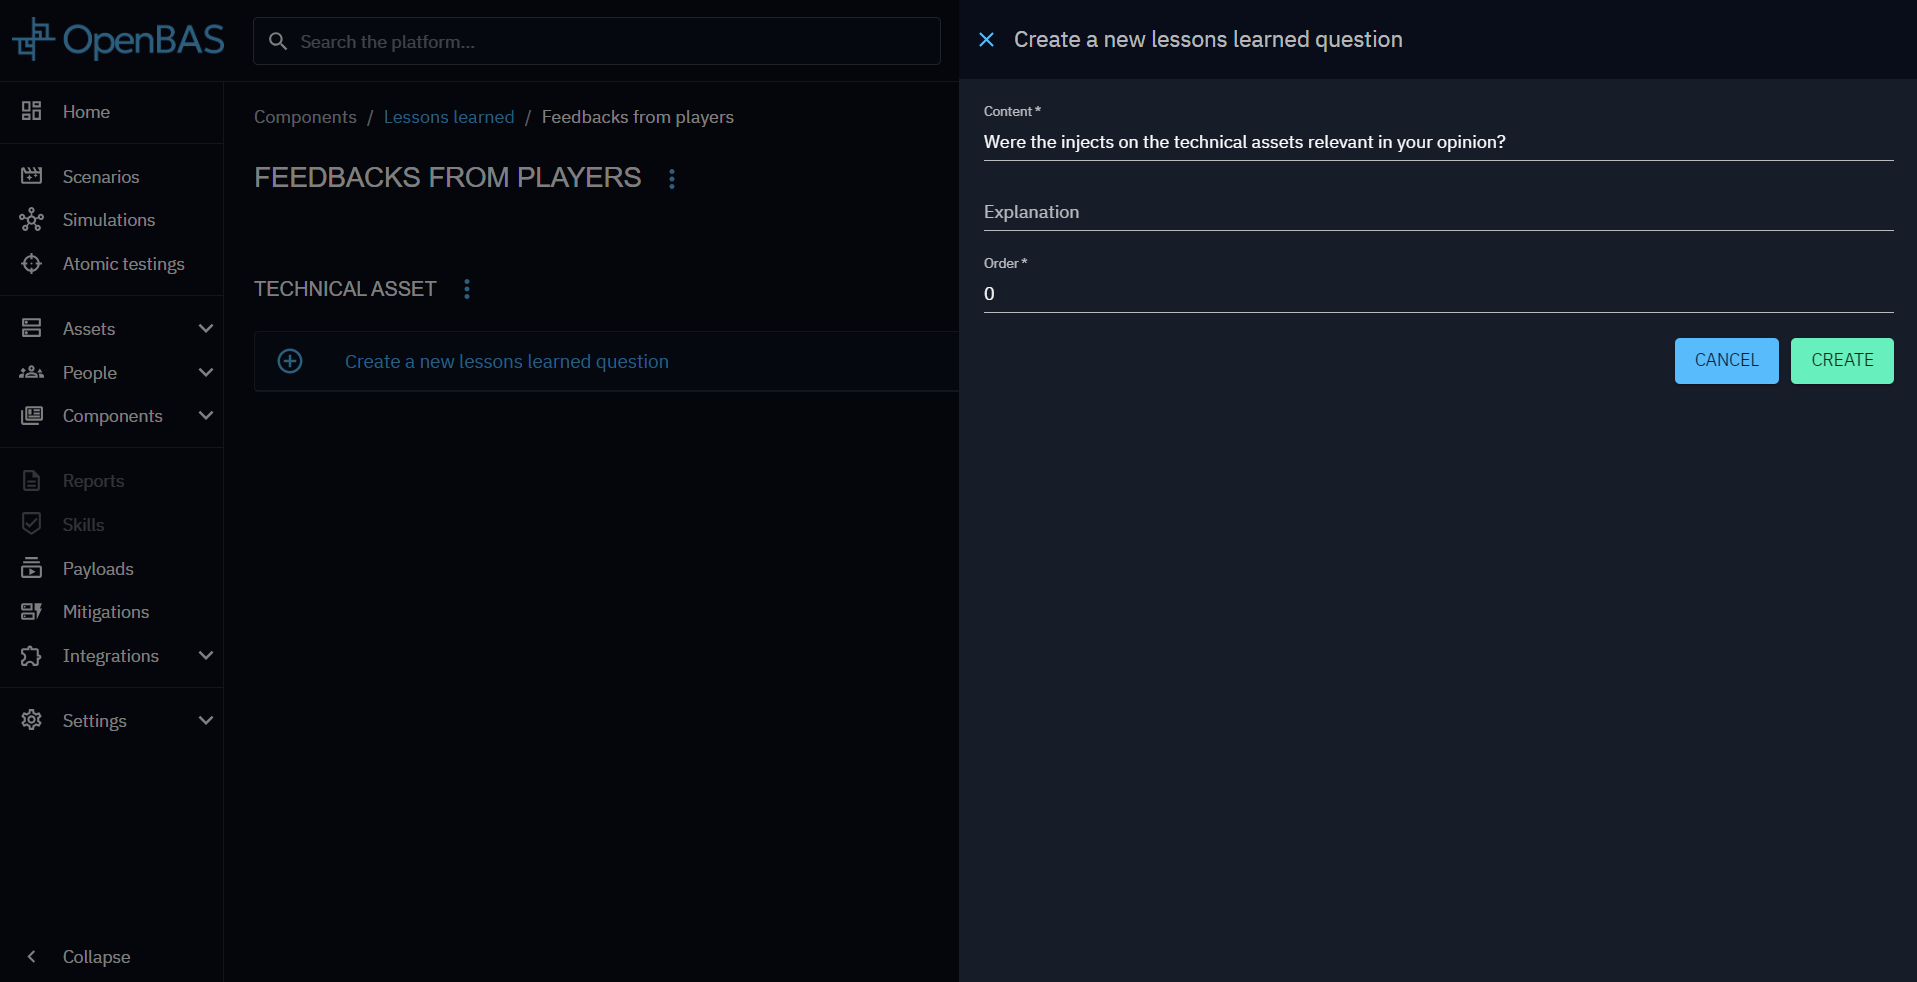 OpenBAS
Search the platform...
Home
Scenarios
Simulations
Atomic testings
Assets
People
Components
Reports
Skills
Payloads
Mitigations
Integrations
Settings
Collapse
Components / Lessons learned / Feedbacks from players
FEEDBACKS FROM PLAYERS
TECHNICAL ASSET
Create a new lessons learned question
Create a new lessons learned question
Content *
Were the injects on the technical assets relevant in your opinion?
Explanation
Order *
0
CANCEL CREATE